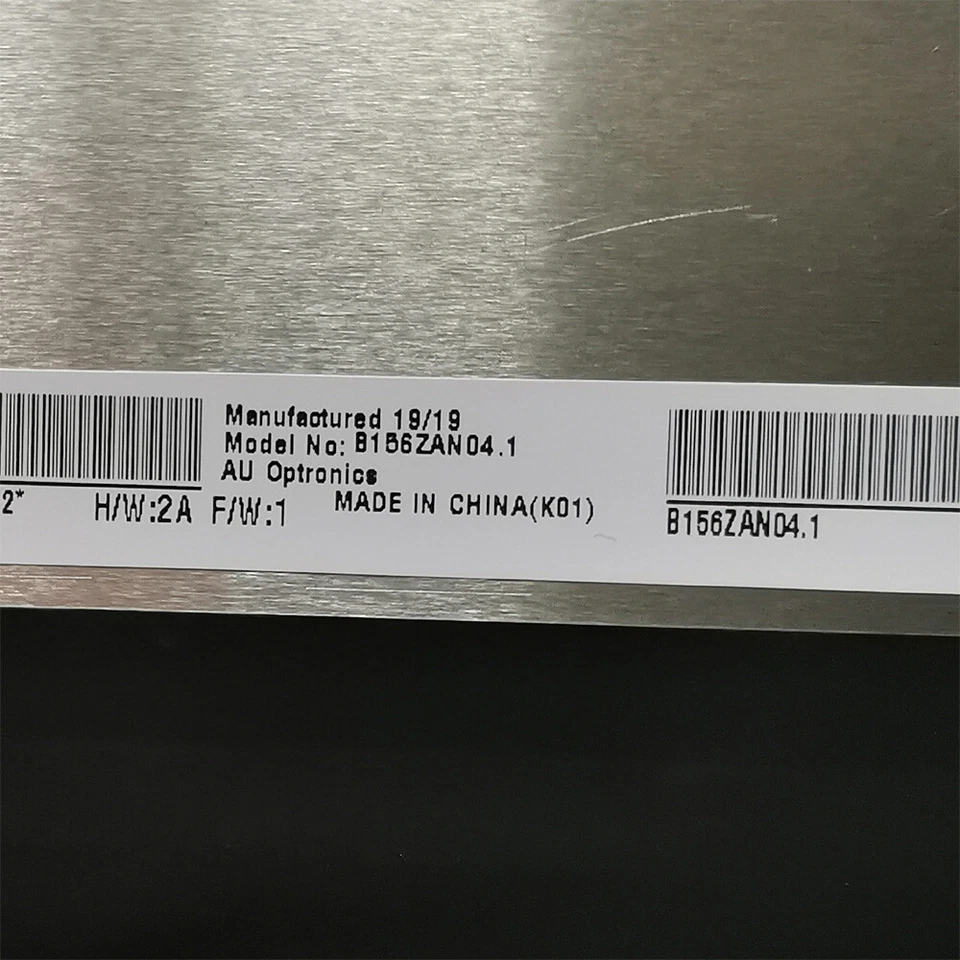 Manufactured 19/19
Model No: B156ZAN04.1
AU Optronics
2* H/W:2A F/W:1 MADE IN CHINA(K01)
B156ZAN04.1